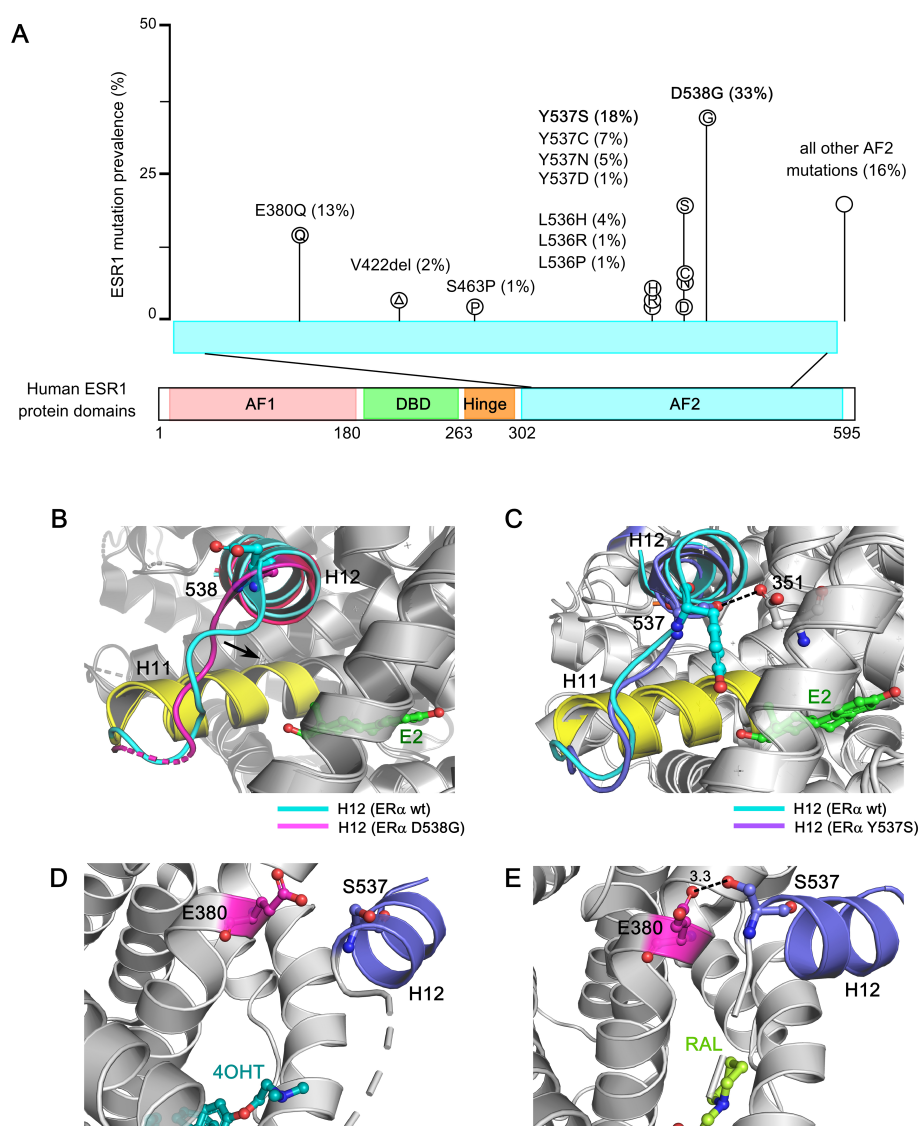 A
50
25
0
ESR1 mutation prevalence (%)
D538G (33%)
Y537S (18%)
Y537C (7%)
Y537N (5%)
Y537D (1%)
all other AF2
mutations (16%)
E380Q (13%)
L536H (4%)
L536R (1%)
L536P (1%)
V422del (2%)
S463P (1%)
G
S
Q
C
N
H
R
Δ
P
D
Human ESR1
protein domains
AF1
DBD
Hinge
AF2
1
180
263
302
595
B
538
H12
H11
E2
H12 (ERα wt)
H12 (ERα D538G)
C
H12
351
537
H11
E2
H12 (ERα wt)
H12 (ERα Y537S)
D
E380
S537
H12
4OHT
E
3.3
S537
E380
H12
RAL